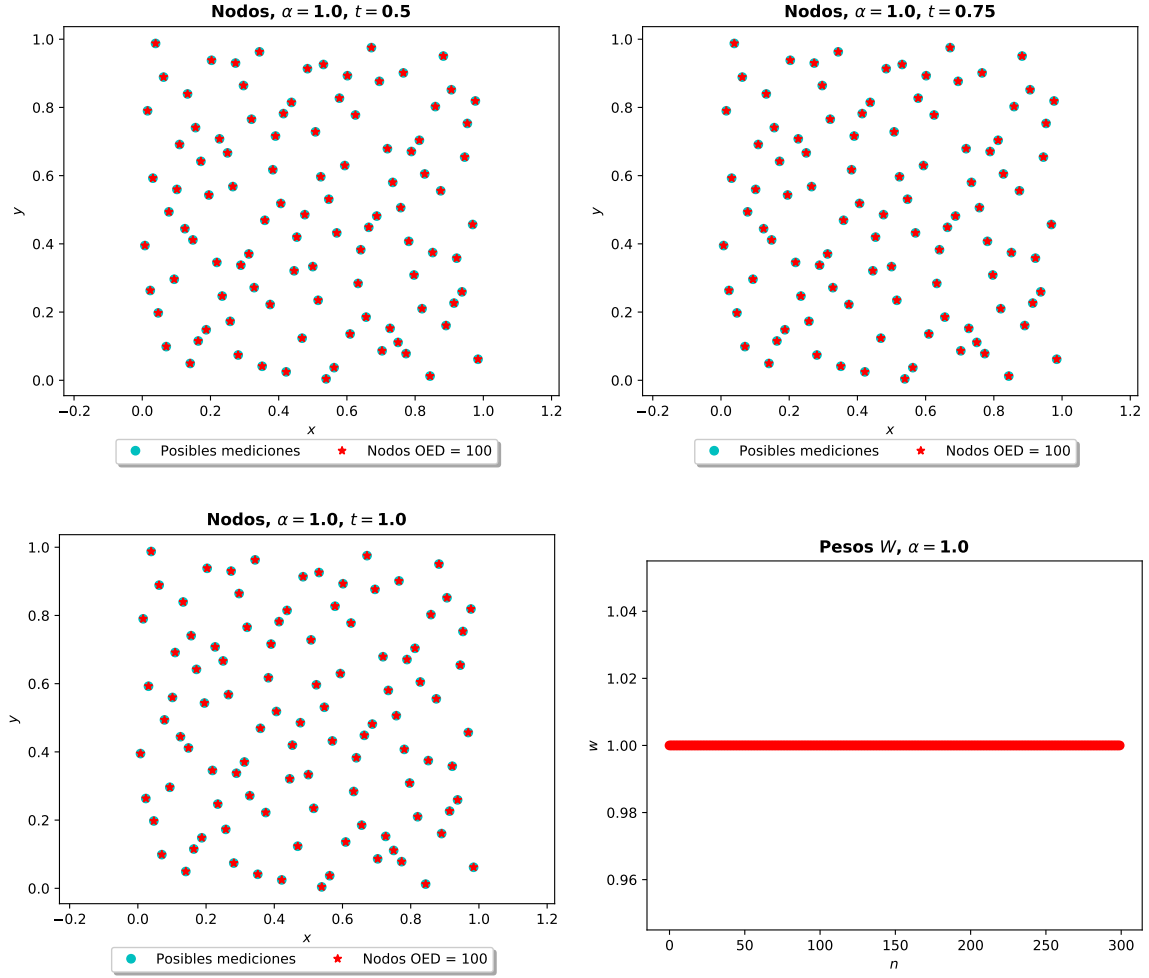 Nodos, α = 1.0, t = 0.5
1.0
0.8
0.6
0.4
0.2
0.0
y
−0.2 0.0 0.2 0.4 0.6 0.8 1.0 1.2
x
Posibles mediciones Nodos OED = 100
Nodos, α = 1.0, t = 0.75
1.0
0.8
0.6
0.4
0.2
0.0
y
−0.2 0.0 0.2 0.4 0.6 0.8 1.0 1.2
x
Posibles mediciones Nodos OED = 100
Nodos, α = 1.0, t = 1.0
1.0
0.8
0.6
0.4
0.2
0.0
y
−0.2 0.0 0.2 0.4 0.6 0.8 1.0 1.2
x
Posibles mediciones Nodos OED = 100
Pesos W, α = 1.0
1.04
1.02
1.00
0.98
0.96
w
0 50 100 150 200 250 300
n